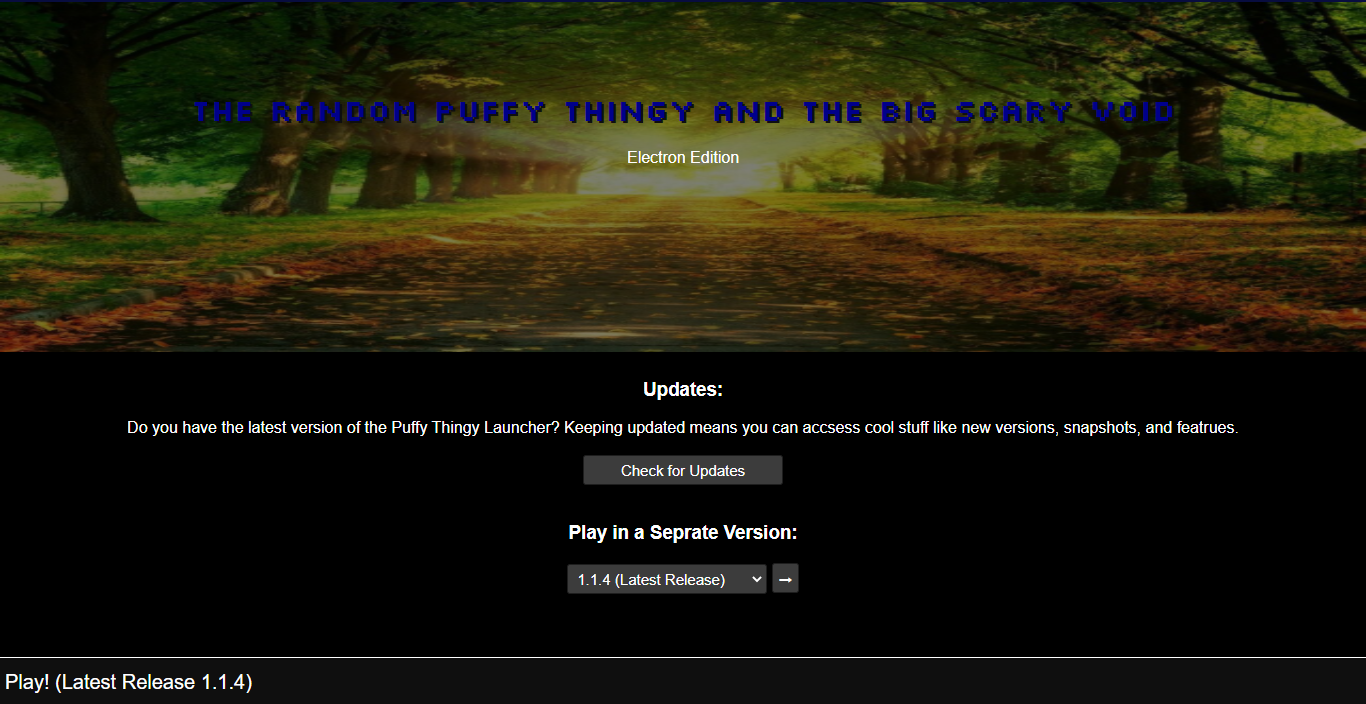 THE RANDOM PUFFY THINGY AND THE BIG SCARY VOID
Electron Edition
Updates:
Do you have the latest version of the Puffy Thingy Launcher? Keeping updated means you can accsess cool stuff like new versions, snapshots, and featrues.
Check for Updates
Play in a Seprate Version:
1.1.4 (Latest Release) →
Play! (Latest Release 1.1.4)